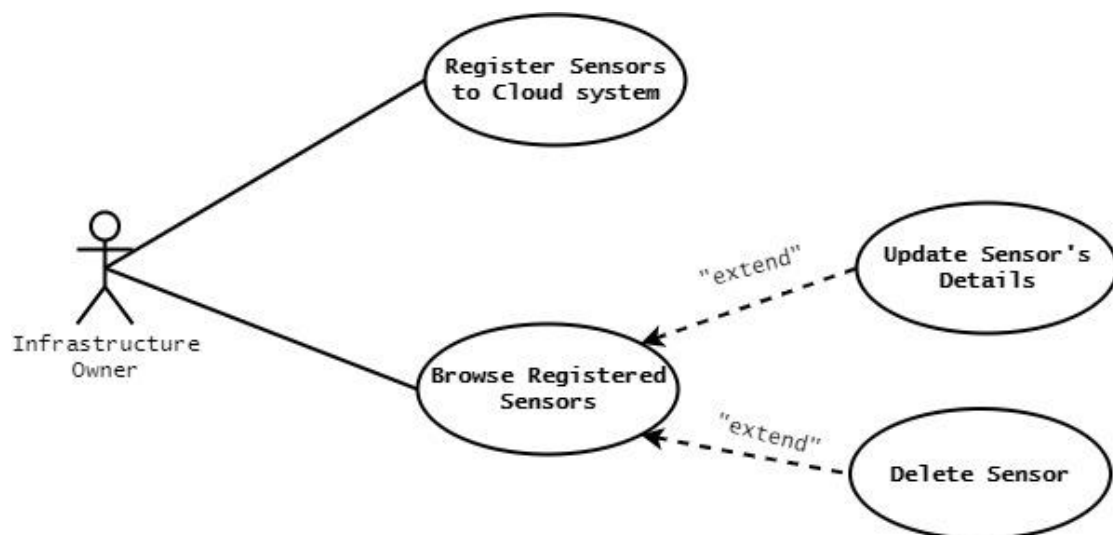 Register Sensors
to Cloud system
Update Sensor's
Details
"extend"
Infrastructure
Owner
Browse Registered
Sensors
"extend"
Delete Sensor